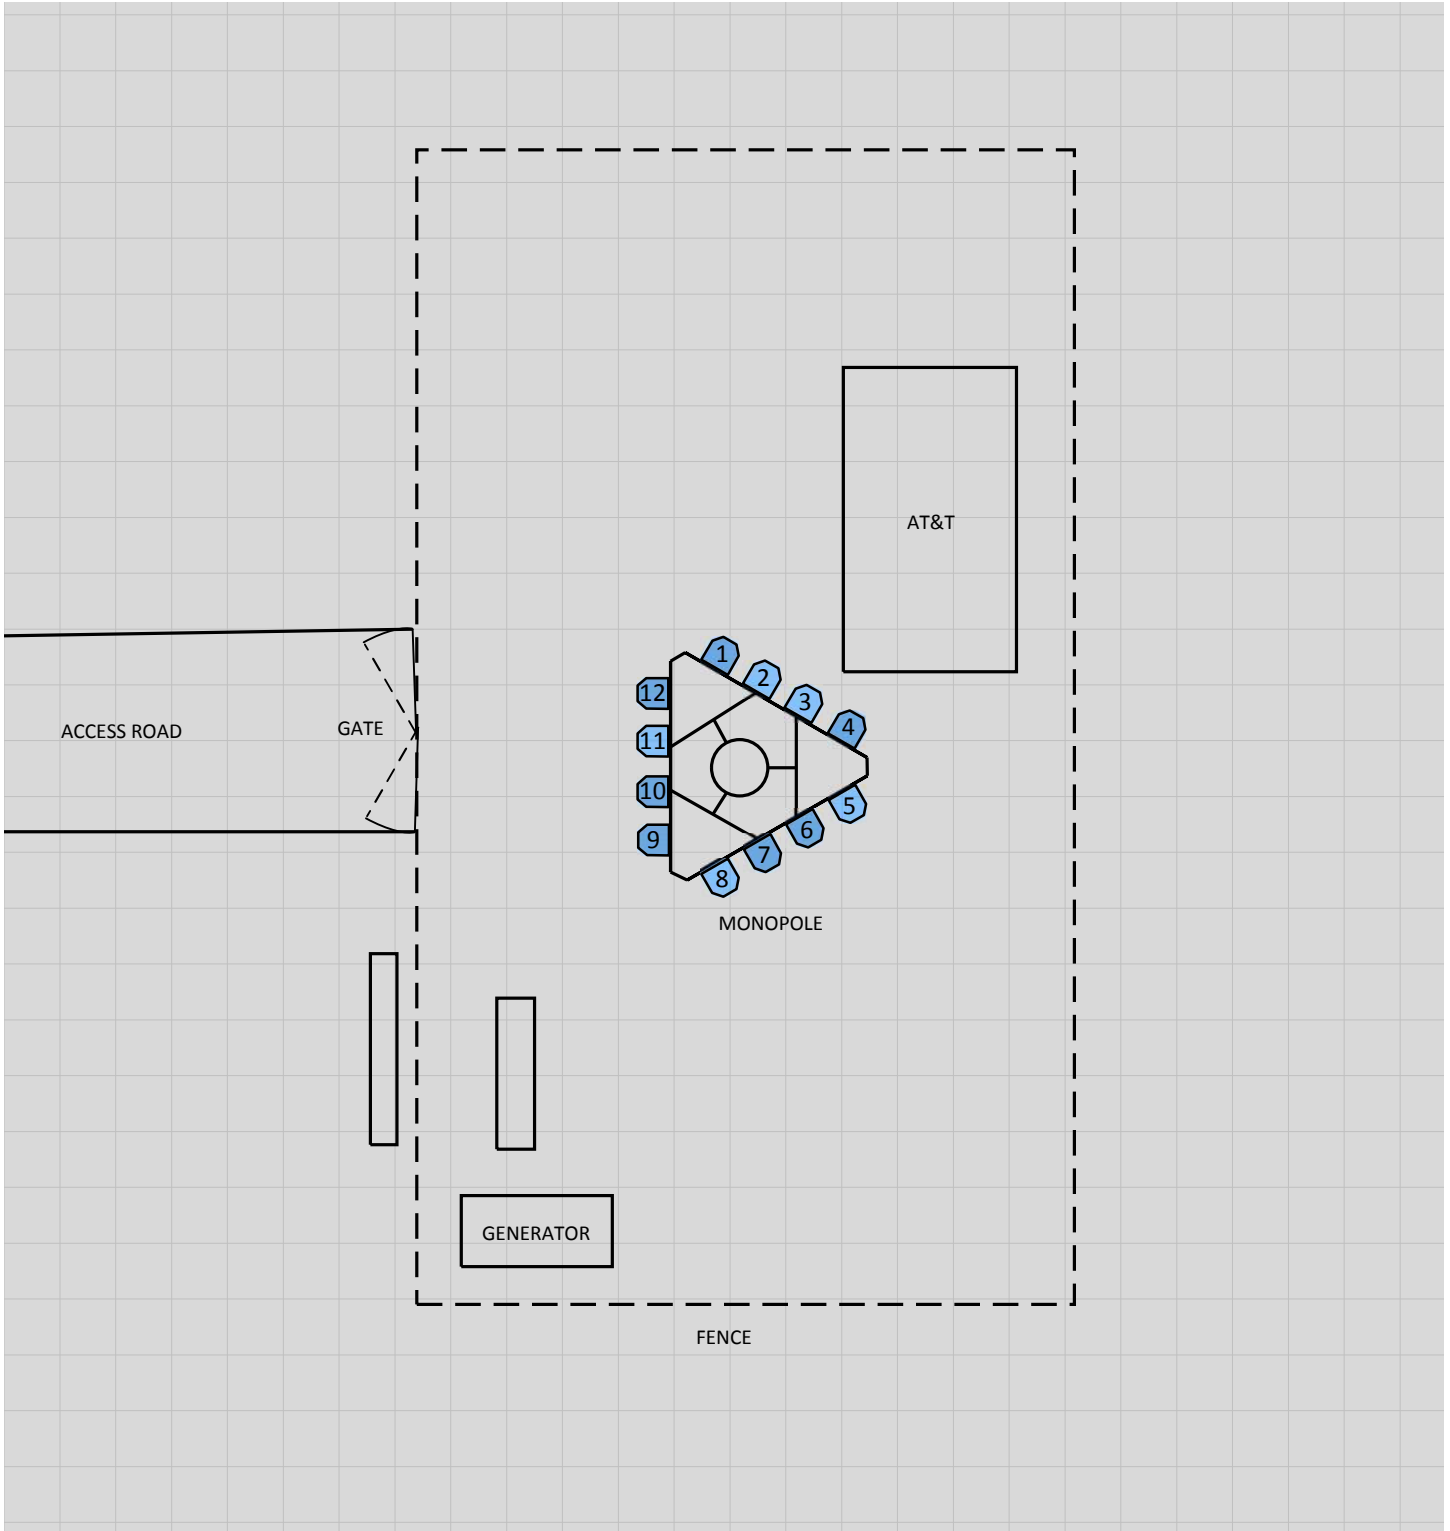 AT&T
1
2
3
4
12
11
10
9
5
6
7
8
ACCESS ROAD
GATE
MONOPOLE
GENERATOR
FENCE